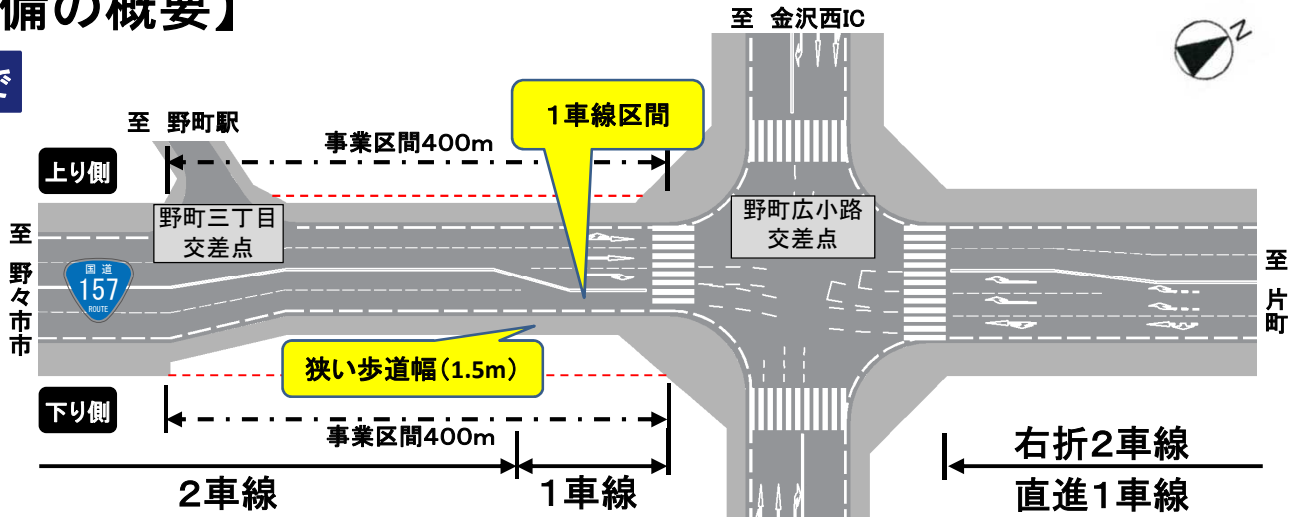 備の概要】
至 金沢西IC
N
で
至 野町駅
1車線区間
事業区間400m
上り側
野町三丁目
交差点
野町広小路
交差点
至 野々市市
国道
157
ROUTE
至 片町
狭い歩道幅(1.5m)
下り側
事業区間400m
右折2車線
2車線
1車線
直進1車線